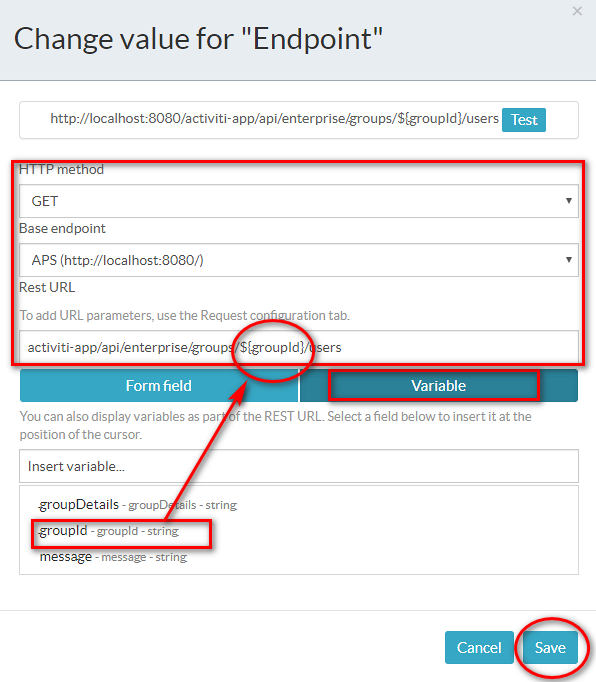 ×
Change value for "Endpoint"
http://localhost:8080/activiti-app/api/enterprise/groups/${groupId}/users Test
HTTP method
GET
Base endpoint
APS (http://localhost:8080/)
Rest URL
To add URL parameters, use the Request configuration tab.
activiti-app/api/enterprise/groups/${groupId}/users
Form field Variable
You can also display variables as part of the REST URL. Select a field below to insert it at the
position of the cursor.
Insert variable...
groupDetails - groupDetails - string
groupId - groupId - string
message - message - string
Cancel Save